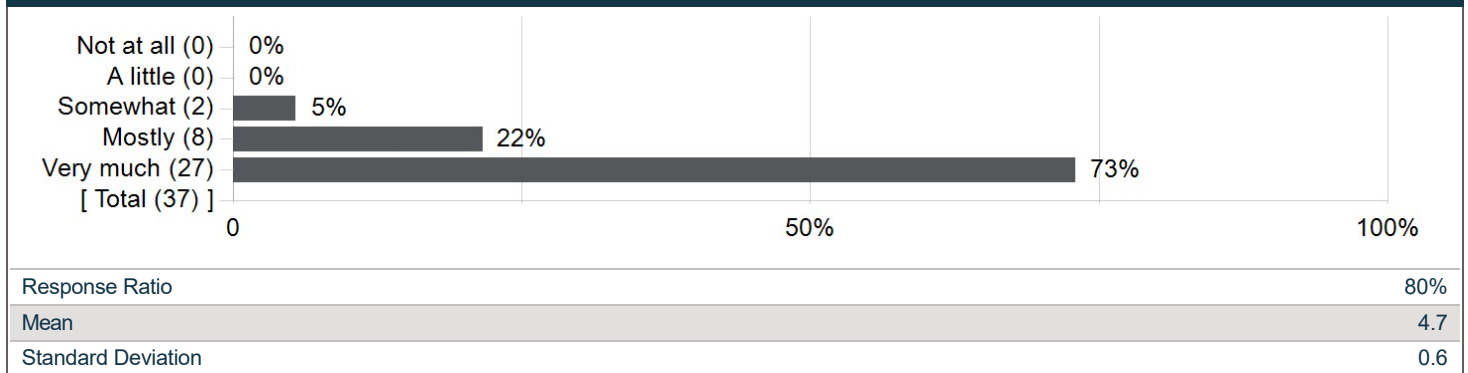 Not at all (0) 0%
A little (0) 0%
Somewhat (2) 5%
Mostly (8) 22%
Very much (27) 73%
[ Total (37) ]
0 50% 100%
Response Ratio 80%
Mean 4.7
Standard Deviation 0.6